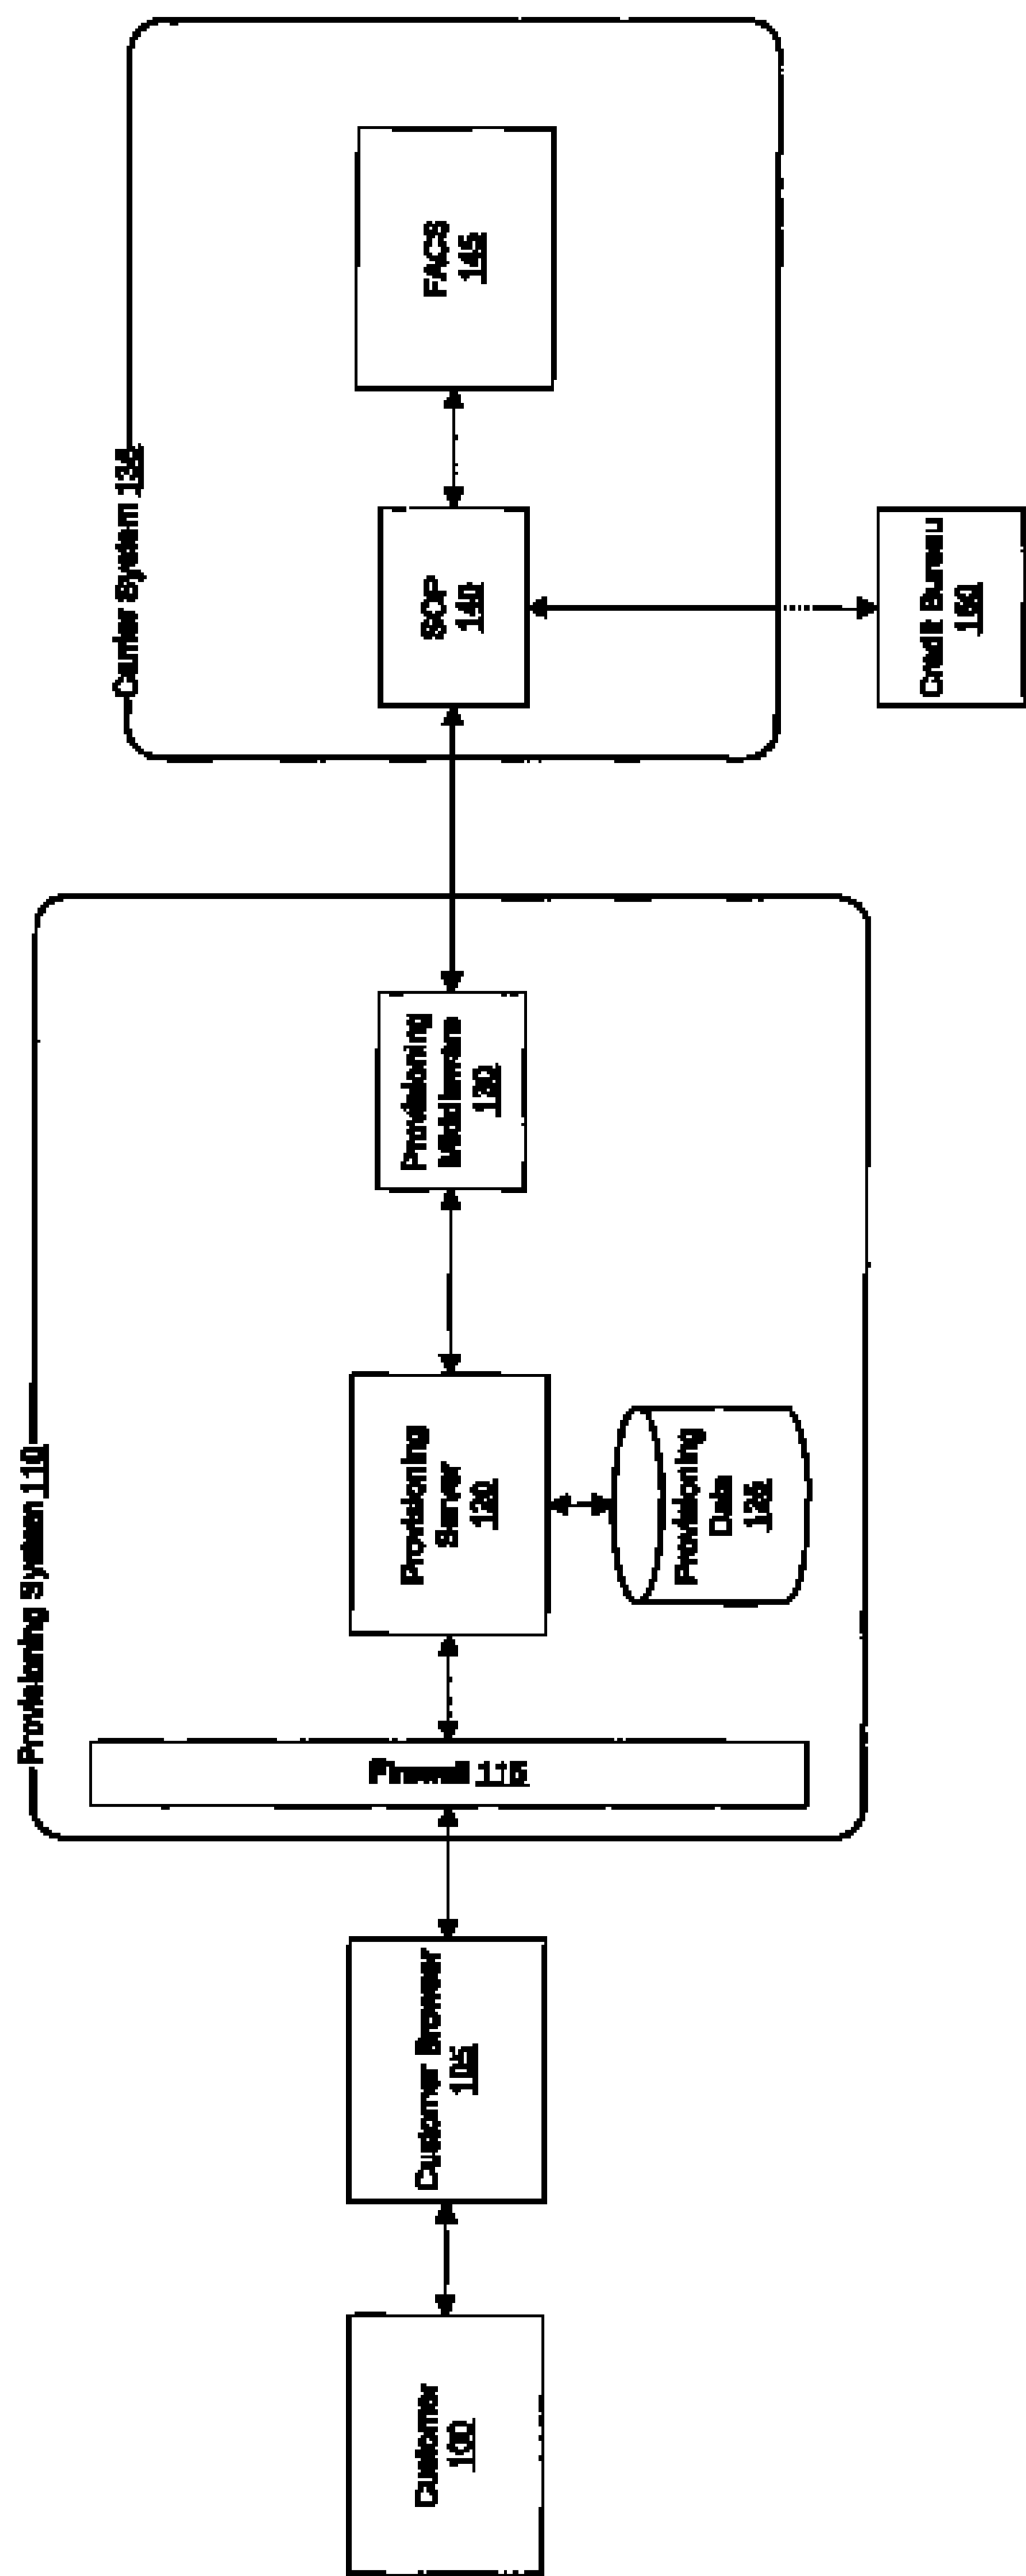 Customer
100
Customer Browser
105
Provisioning System 110
Firewall 115
Provisioning
Server
120
Provisioning
Data
125
Provisioning
Middleware
130
Carrier System 135
SOP
140
FACS
145
Credit Bureau
150